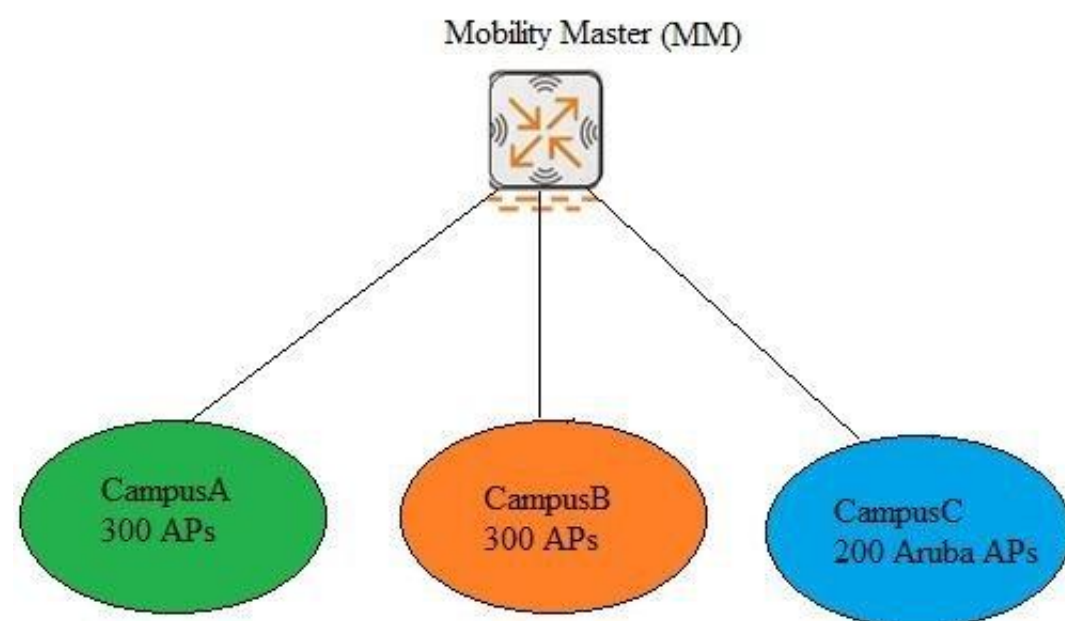 Mobility Master (MM)
CampusA
300 APs
CampusB
300 APs
CampusC
200 Aruba APs